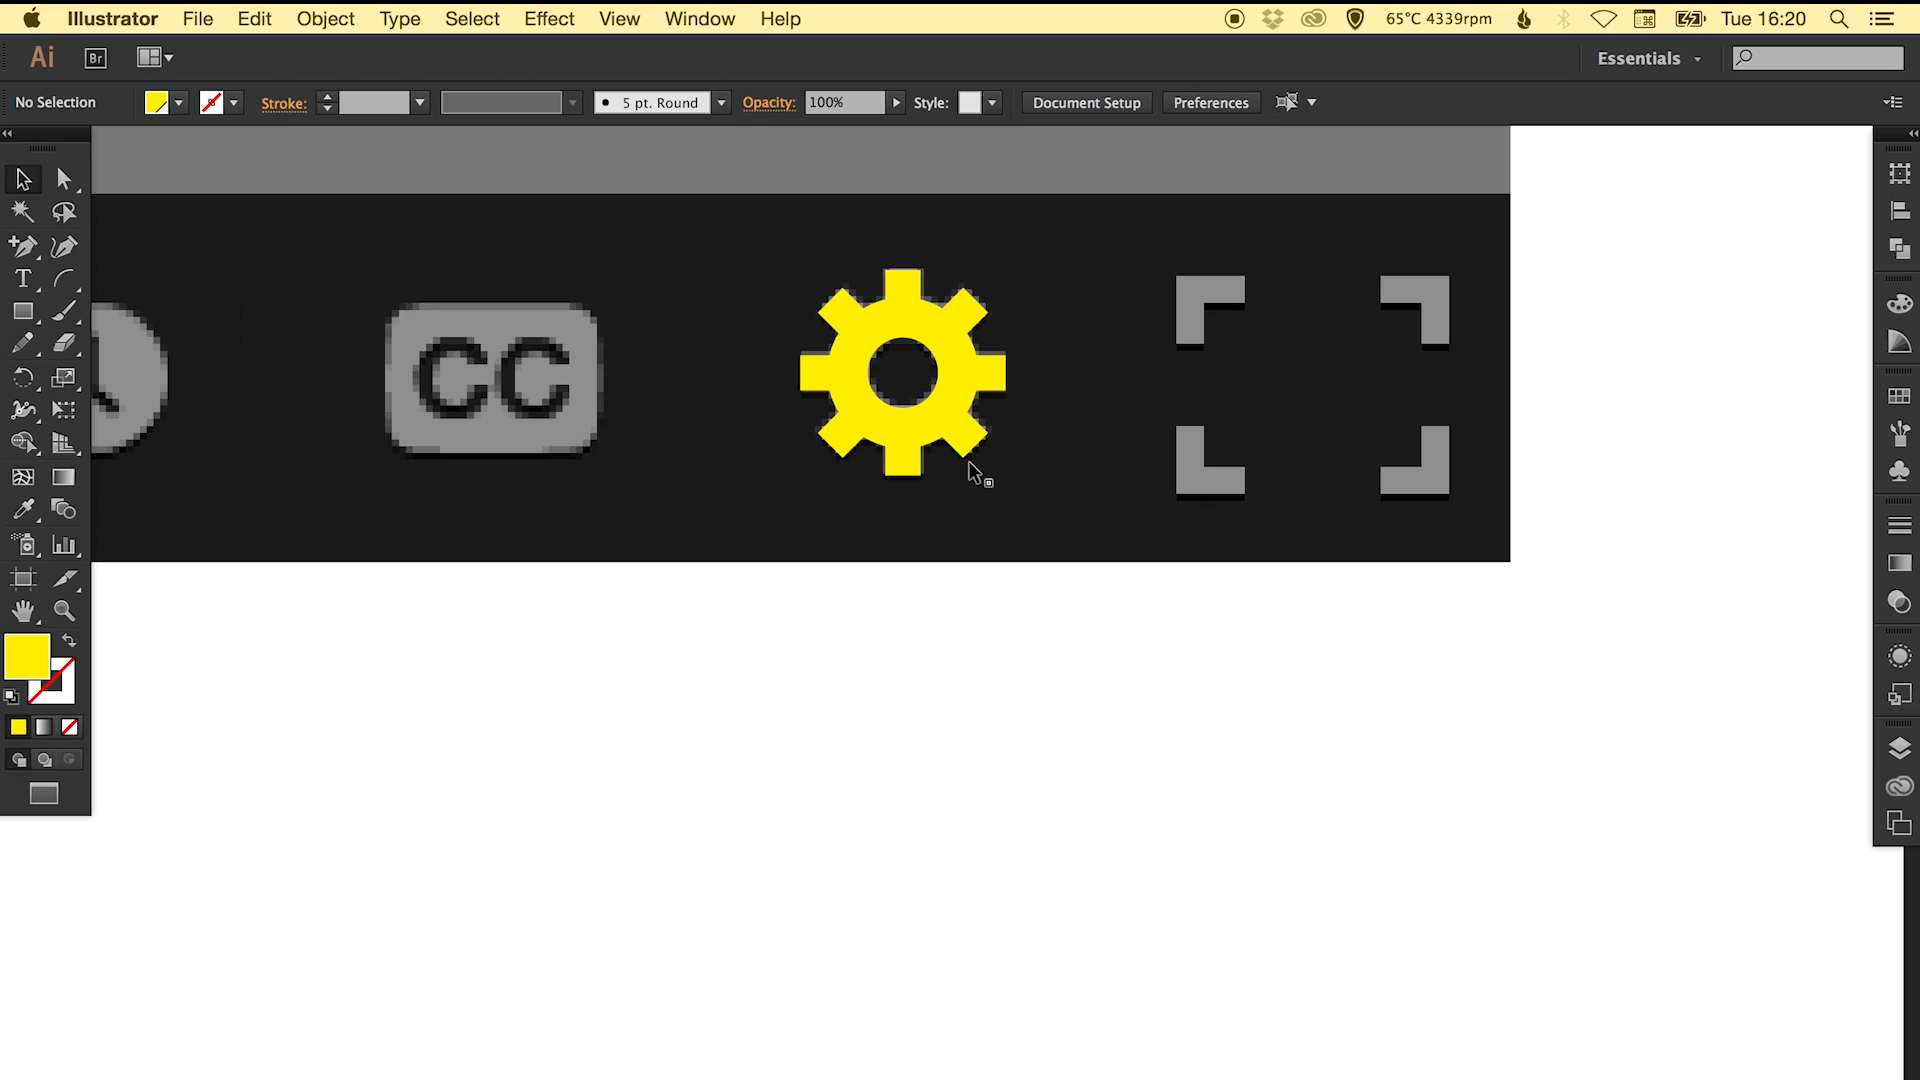 Illustrator File Edit Object Type Select Effect View Window Help 65°C 4339rpm Tue 16:20
Ai Br Essentials
No Selection Stroke: 5 pt. Round Opacity: 100% Style: Document Setup Preferences
T
CC